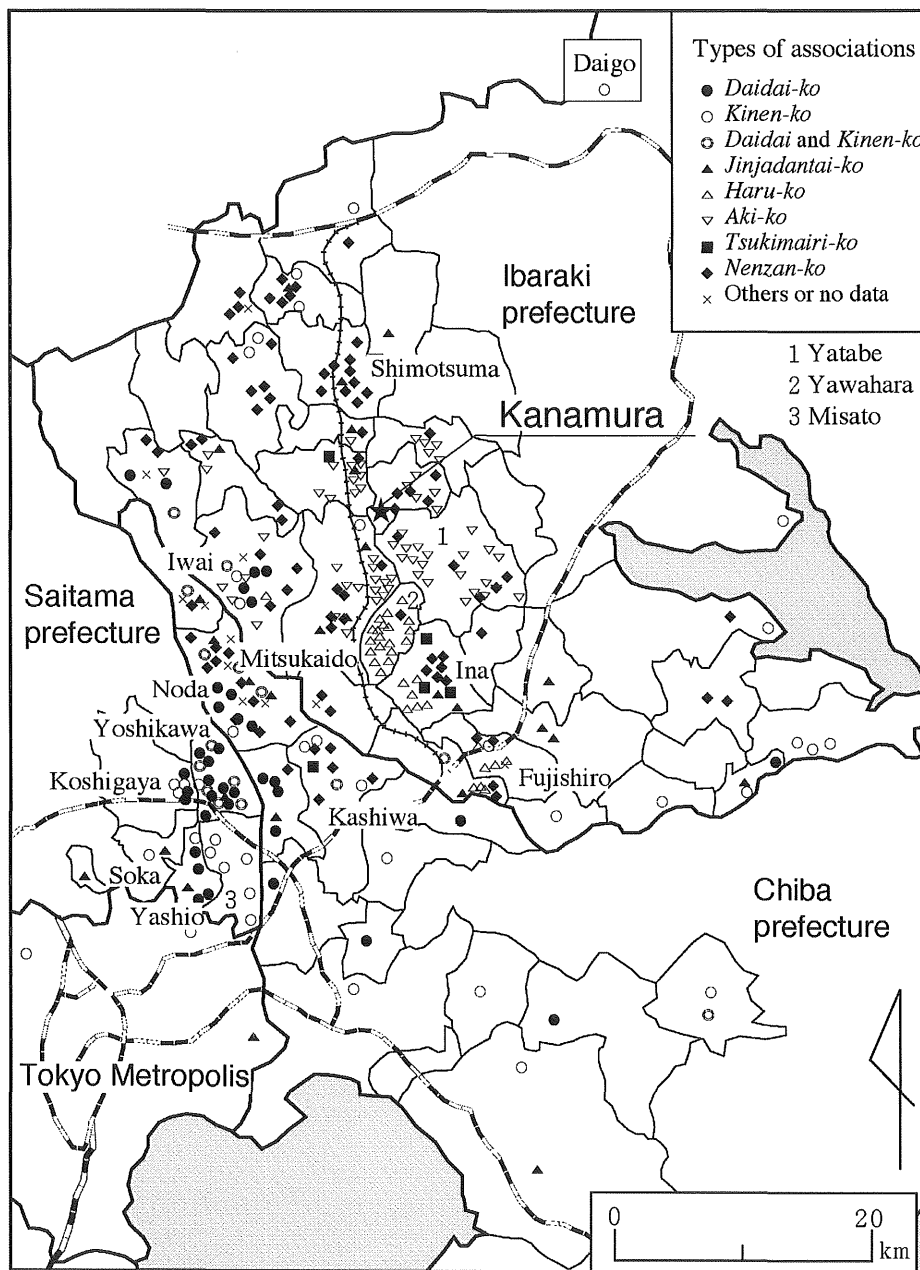 Daigo
Types of associations
Daidai-ko
Kinen-ko
Daidai and Kinen-ko
Jinjadantai-ko
Haru-ko
Aki-ko
Tsukimairi-ko
Nenzan-ko
Others or no data
1 Yatabe
2 Yawahara
3 Misato
Ibaraki
prefecture
Shimotsuma
Kanamura
1
Iwai
Saitama
prefecture
2
Mitsukaido
Ina
Noda
Yoshikawa
Koshigaya
Fujishiro
Kashiwa
Soka
3
Yashio
Chiba
prefecture
Tokyo Metropolis
0 20
km